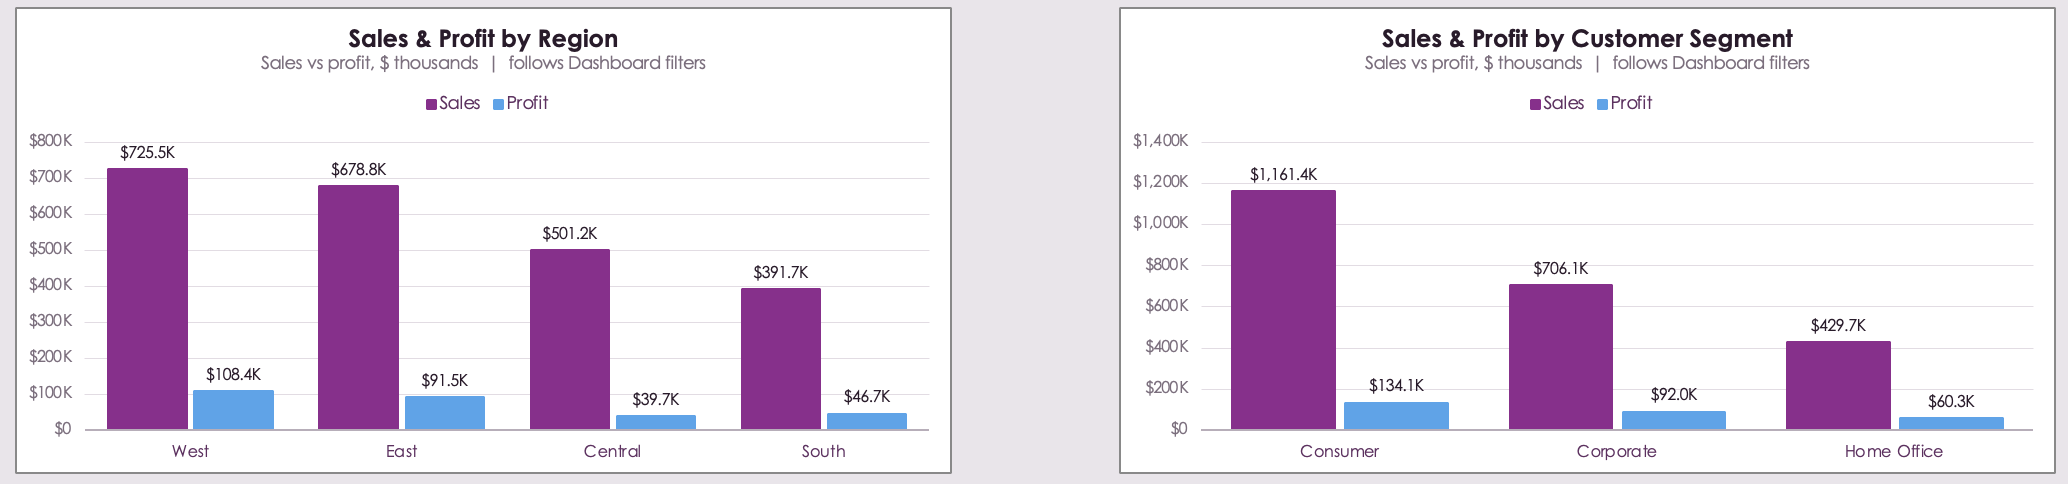 Sales & Profit by Region
Sales vs profit, $ thousands | follows Dashboard filters
Sales Profit
$800K
$700K
$600K
$500K
$400K
$300K
$200K
$100K
$0
$725.5K
$108.4K
$678.8K
$91.5K
$501.2K
$39.7K
$391.7K
$46.7K
West East Central South
Sales & Profit by Customer Segment
Sales vs profit, $ thousands | follows Dashboard filters
Sales Profit
$1,400K
$1,200K
$1,000K
$800K
$600K
$400K
$200K
$0
$1,161.4K
$134.1K
$706.1K
$92.0K
$429.7K
$60.3K
Consumer Corporate Home Office